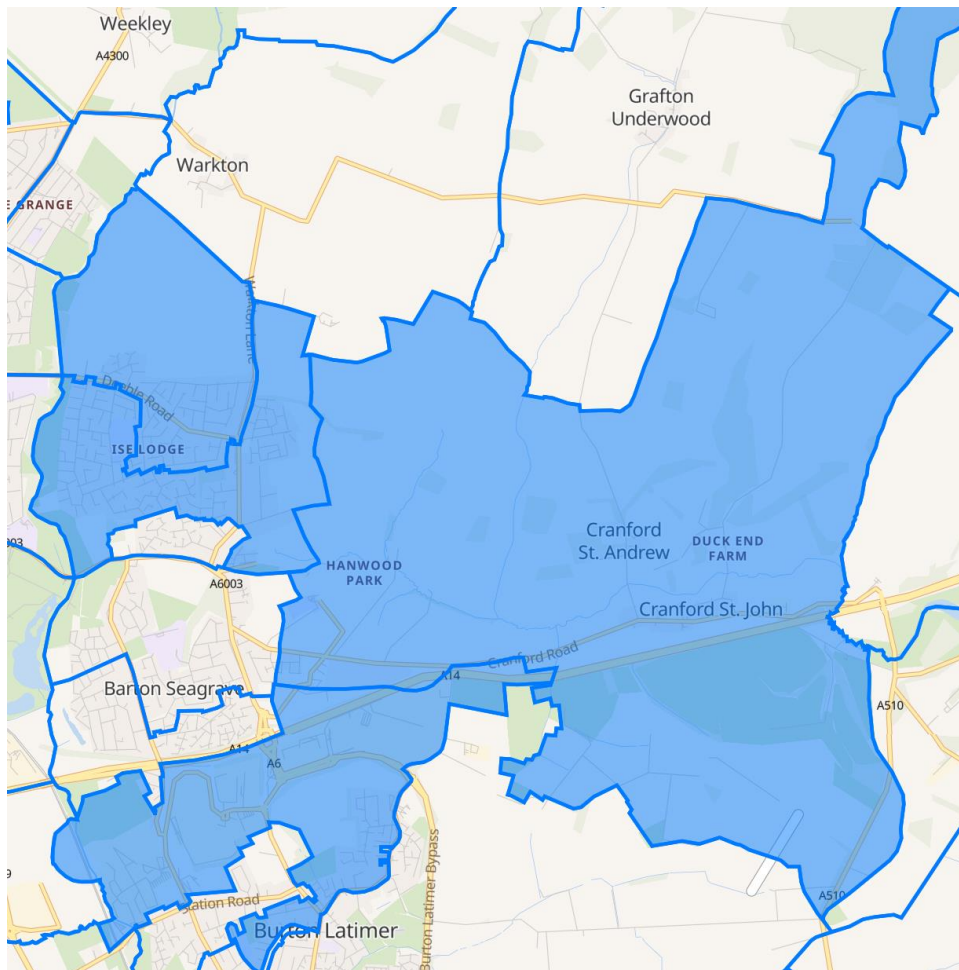 Weekley
A4300
Grafton
Underwood
Warkton
E GRANGE
Warkton Lane
Deeble Road
ISE LODGE
Cranford
St. Andrew
DUCK END
FARM
003
HANWOOD
PARK
A6003
Cranford St. John
Cranford Road
A14
Barton Seagrave
A510
A14
A6
Burton Latimer Bypass
9
Station Road
A510
Burton Latimer